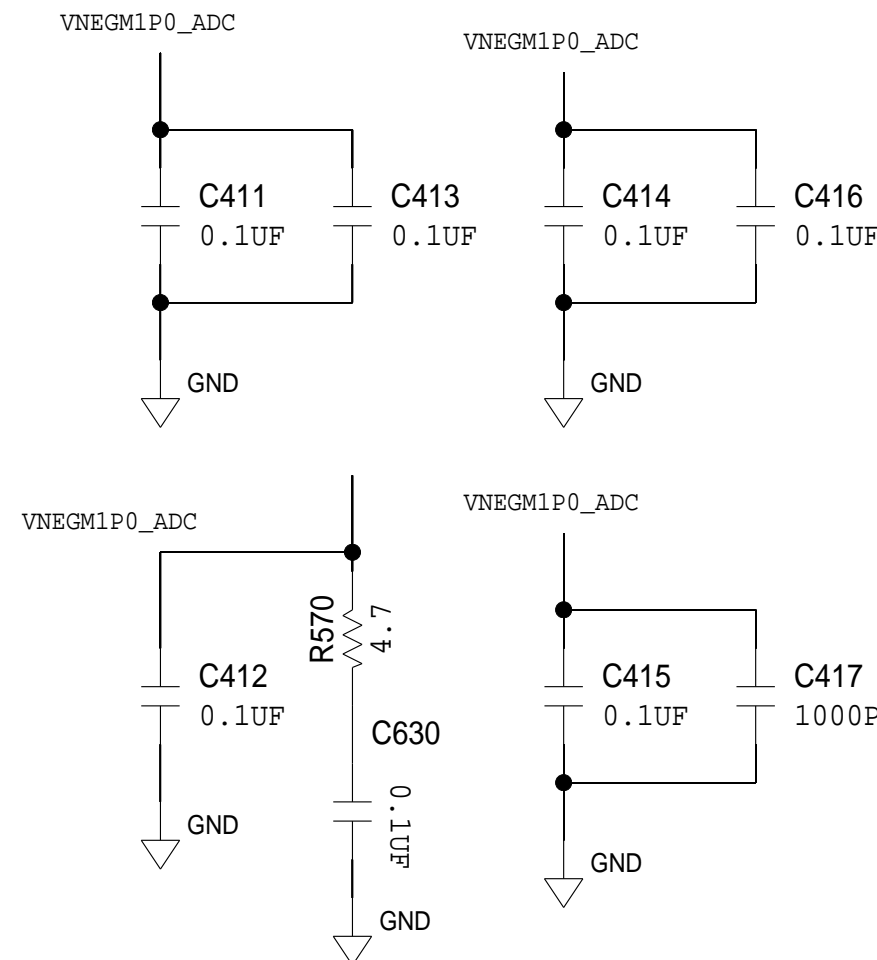 VNEGM1P0_ADC
VNEGM1P0_ADC
C411
0.1UF
C413
0.1UF
C414
0.1UF
C416
0.1UF
GND
GND
VNEGM1P0_ADC
VNEGM1P0_ADC
R570
4.7
C412
0.1UF
C630
0.1UF
C415
0.1UF
C417
1000P
GND
GND
GND